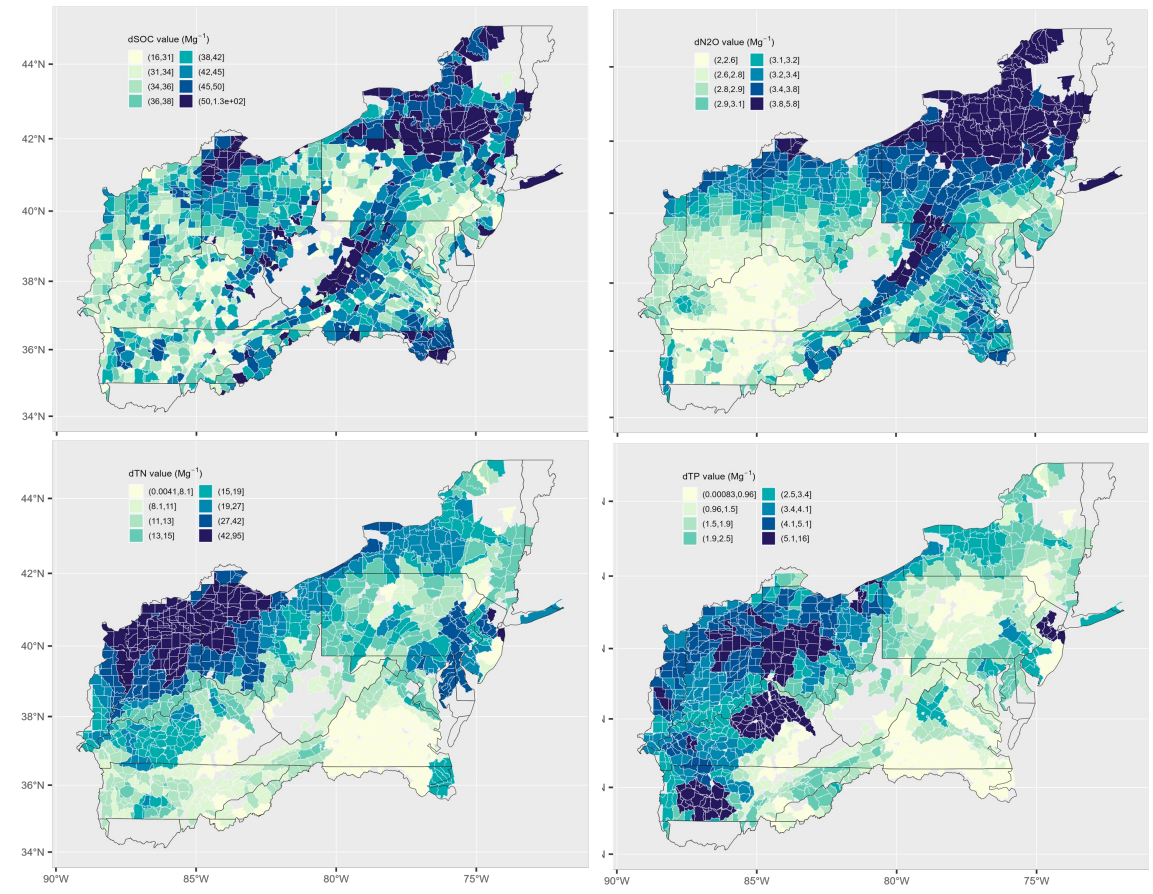 dSOC value (Mg⁻¹)
(16,31] (38,42]
(31,34] (42,45]
(34,36] (45,50]
(36,38] (50,1.3e+02]
44°N
42°N
40°N
38°N
36°N
34°N
dN2O value (Mg⁻¹)
(2,2.6] (3.1,3.2]
(2.6,2.8] (3.2,3.4]
(2.8,2.9] (3.4,3.8]
(2.9,3.1] (3.8,5.8]
dTN value (Mg⁻¹)
(0.0041,8.1] (15,19]
(8.1,11] (19,27]
(11,13] (27,42]
(13,15] (42,95]
44°N
42°N
40°N
38°N
36°N
34°N
90°W 85°W 80°W 75°W
dTP value (Mg⁻¹)
(0.00083,0.96] (2.5,3.4]
(0.96,1.5] (3.4,4.1]
(1.5,1.9] (4.1,5.1]
(1.9,2.5] (5.1,16]
90°W 85°W 80°W 75°W